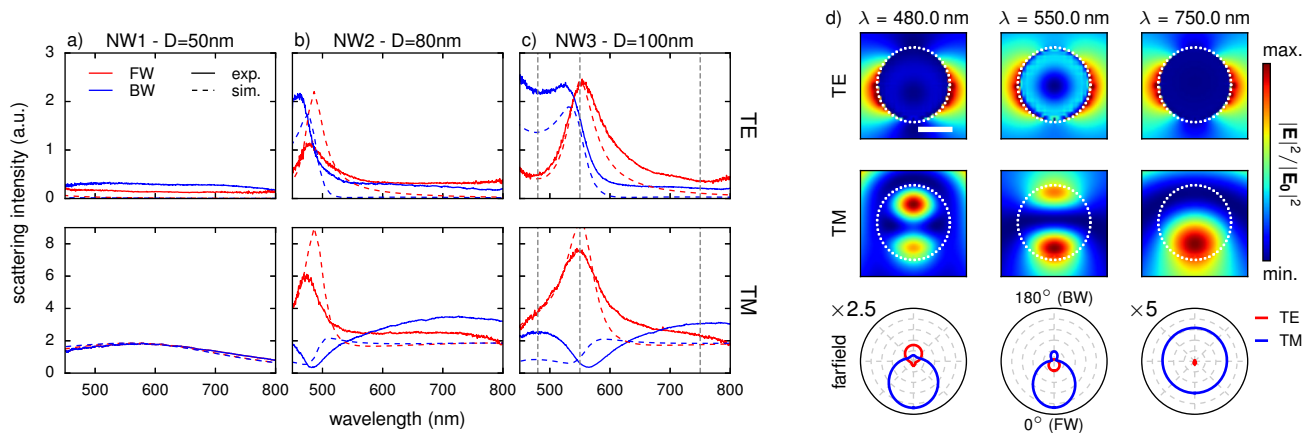 a) NW1 - D=50nm
b) NW2 - D=80nm
c) NW3 - D=100nm
d) λ = 480.0 nm λ = 550.0 nm λ = 750.0 nm
scattering intensity (a.u.)
3
2
1
0
FW
BW
exp.
sim.
TE
8
6
4
2
0
TM
500 600 700 800
500 600 700 800
500 600 700 800
wavelength (nm)
TE
TM
farfield
×2.5
180° (BW)
0° (FW)
×5
TE
TM
max.
|E|² / |E₀|²
min.